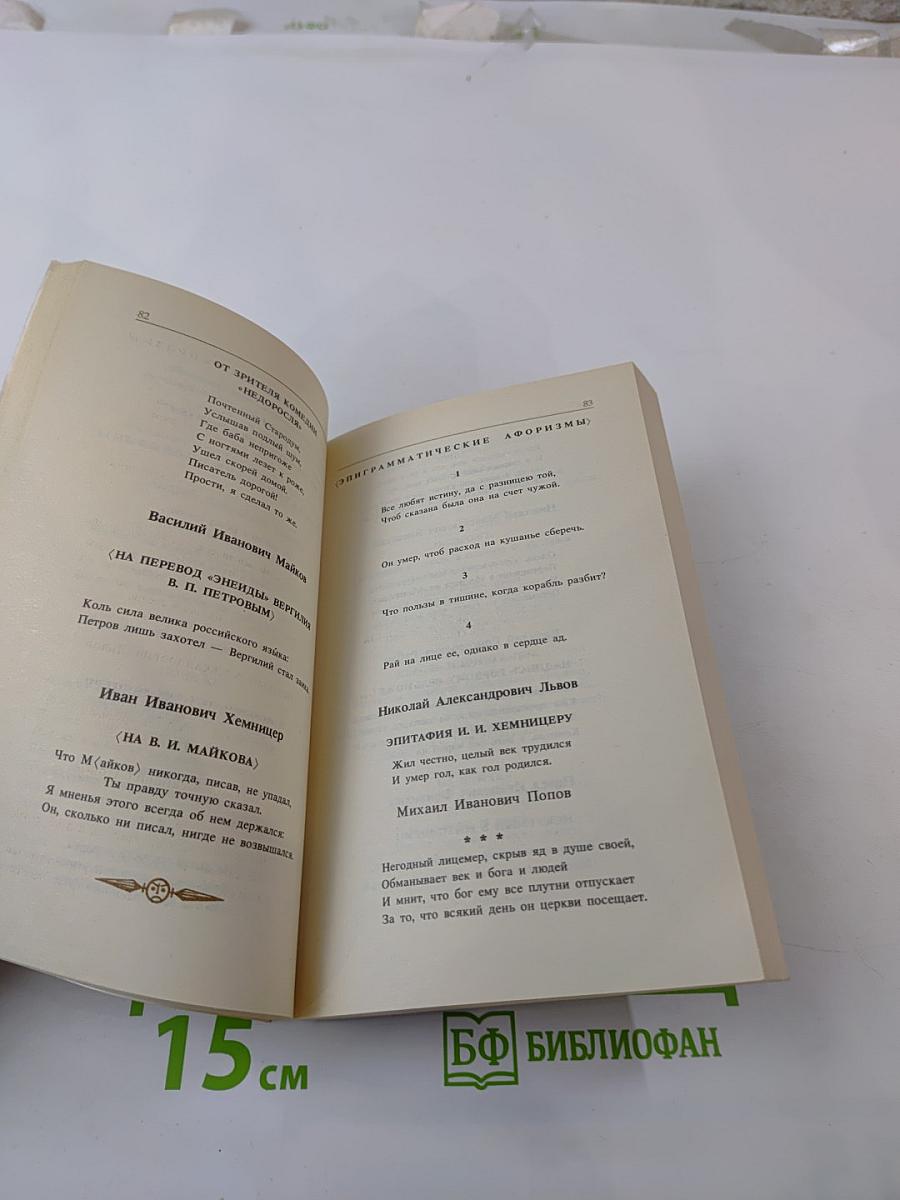 82
ОТ ЗРИТЕЛЯ КОМЕДИИ
«НЕДОРОСЛЯ»
Почтенный Стародум,
Услышав подлый шум,
Где баба непригоже
С ногтями лезет к роже,
Ушел скорей домой.
Писатель дорогой!
Прости, я сделал то же.
Василий Иванович Майков
〈НА ПЕРЕВОД «ЭНЕИДЫ» ВЕРГИЛИЯ
В. П. ПЕТРОВЫМ〉
Коль сила велика российского языка:
Петров лишь захотел — Вергилий стал заика.
Иван Иванович Хемницер
〈НА В. И. МАЙКОВА〉
Что М〈айков〉 никогда, писав, не упадал,
Ты правду точную сказал.
Я мненья этого всегда об нем держался:
Он, сколько ни писал, нигде не возвышался.
83
〈ЭПИГРАММАТИЧЕСКИЕ АФОРИЗМЫ〉
1
Все любят истину, да с разницею той,
Чтоб сказана была она на счет чужой.
2
Он умер, чтоб расход на кушанье сберечь.
3
Что пользы в тишине, когда корабль разбит?
4
Рай на лице ее, однако в сердце ад.
Николай Александрович Львов
ЭПИТАФИЯ И. И. ХЕМНИЦЕРУ
Жил честно, целый век трудился
И умер гол, как гол родился.
Михаил Иванович Попов
* * *
Негодный лицемер, скрыв яд в душе своей,
Обманывает век и бога и людей
И мнит, что бог ему все плутни отпускает
За то, что всякий день он церкви посещает.
15 см
БФ БИБЛИОФАН